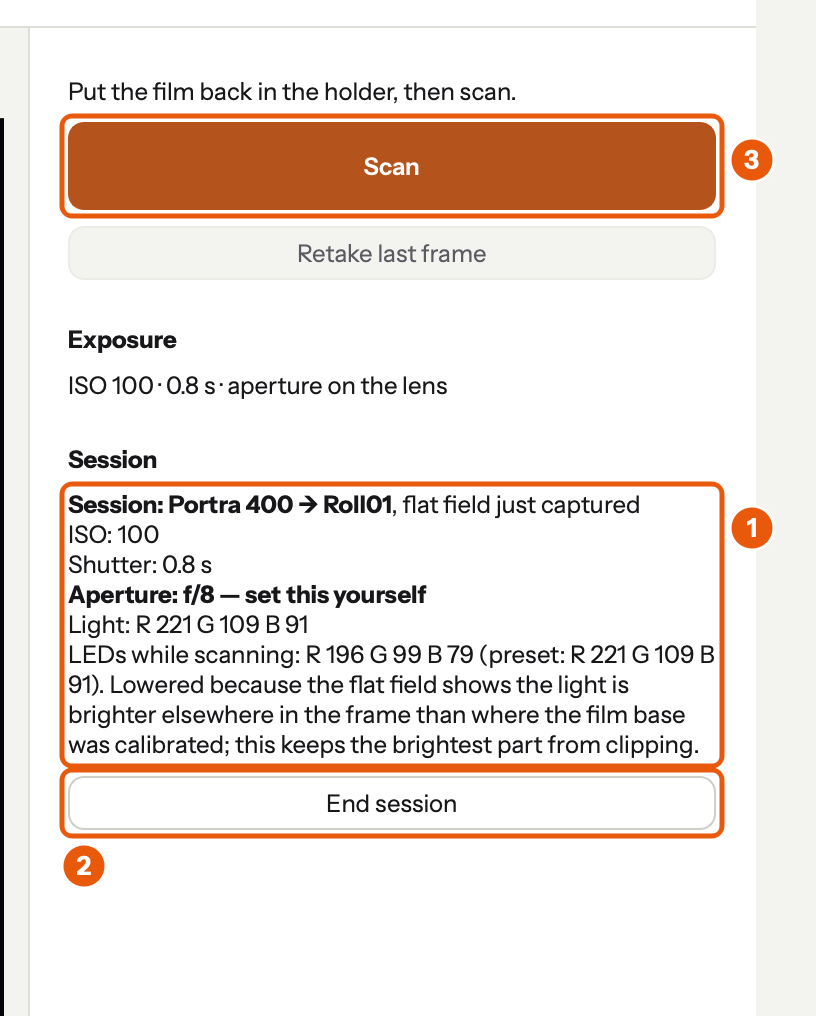 Put the film back in the holder, then scan.
Scan
3
Retake last frame
Exposure
ISO 100 · 0.8 s · aperture on the lens
Session
Session: Portra 400 → Roll01, flat field just captured
1
ISO: 100
Shutter: 0.8 s
Aperture: f/8 — set this yourself
Light: R 221 G 109 B 91
LEDs while scanning: R 196 G 99 B 79 (preset: R 221 G 109 B
91). Lowered because the flat field shows the light is
brighter elsewhere in the frame than where the film base
was calibrated; this keeps the brightest part from clipping.
End session
2